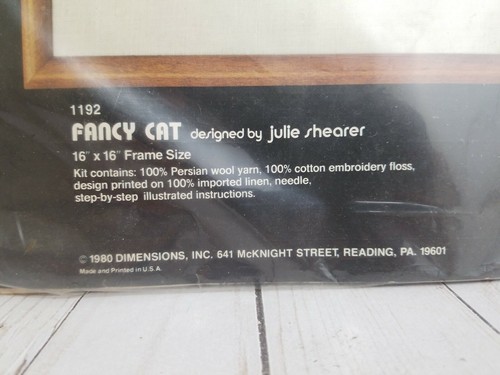 1192
FANCY CAT designed by julie shearer
16" x 16" Frame Size
Kit contains: 100% Persian wool yarn, 100% cotton embroidery floss,
design printed on 100% imported linen, needle,
step-by-step illustrated instructions.
©1980 DIMENSIONS, INC. 641 McKNIGHT STREET, READING, PA. 19601
Made and Printed in U.S.A.